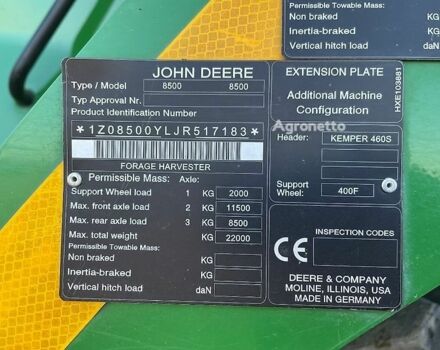 Permissible Towable Mass:
Non braked
Inertia-braked
Vertical hitch load
HXE103881
JOHN DEERE
Type / Model 8500 8500
Type Approval Nr.
Product Identification Number
*1Z08500YLJR517183*
FORAGE HARVESTER
Permissible Mass: Axle:
Support Wheel load 1 KG 2000
Max. front axle load 2 KG 11500
Max. rear axle load 3 KG 8500
Max. total weight KG 22000
Permissible Towable Mass:
Non braked KG
Inertia-braked KG
Vertical hitch load daN
EXTENSION PLATE
Additional Machine
Configuration
Agronetto
Header: KEMPER 460S
Support
Wheel: 400F
CE
INSPECTION CODES
DEERE & COMPANY
MOLINE, ILLINOIS, USA
MADE IN GERMANY